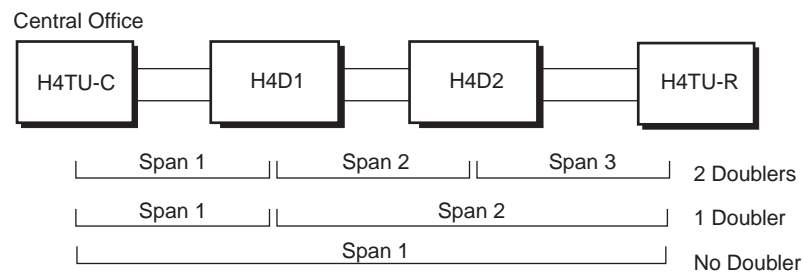 Central Office
H4TU-C H4D1 H4D2 H4TU-R
Span 1 Span 2 Span 3 2 Doublers
Span 1 Span 2 1 Doubler
Span 1 No Doubler